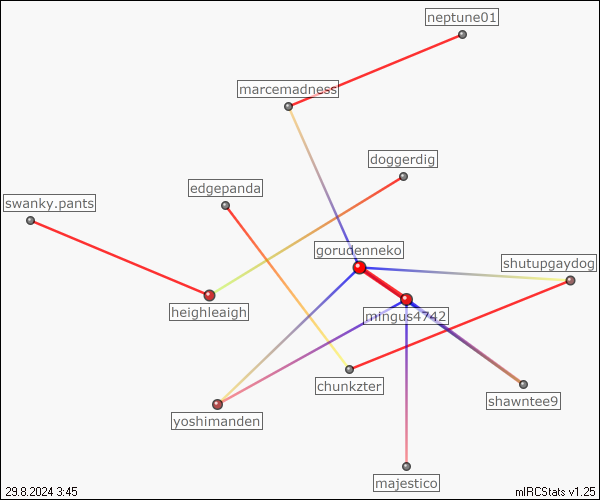 neptune01
marcemadness
doggerdig
edgepanda
swanky.pants
gorudenneko
shutupgaydog
heighleaigh
mingus4742
chunkzter
shawntee9
yoshimanden
majestico
29.8.2024 3:45
mIRCStats v1.25